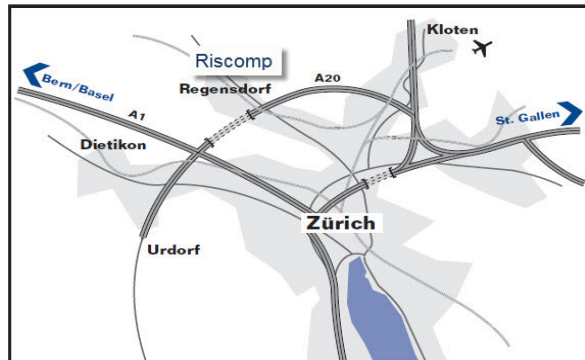 Kloten
Riscomp
Bern/Basel
A1
Regensdorf
A20
St. Gallen
Dietikon
Zürich
Urdorf